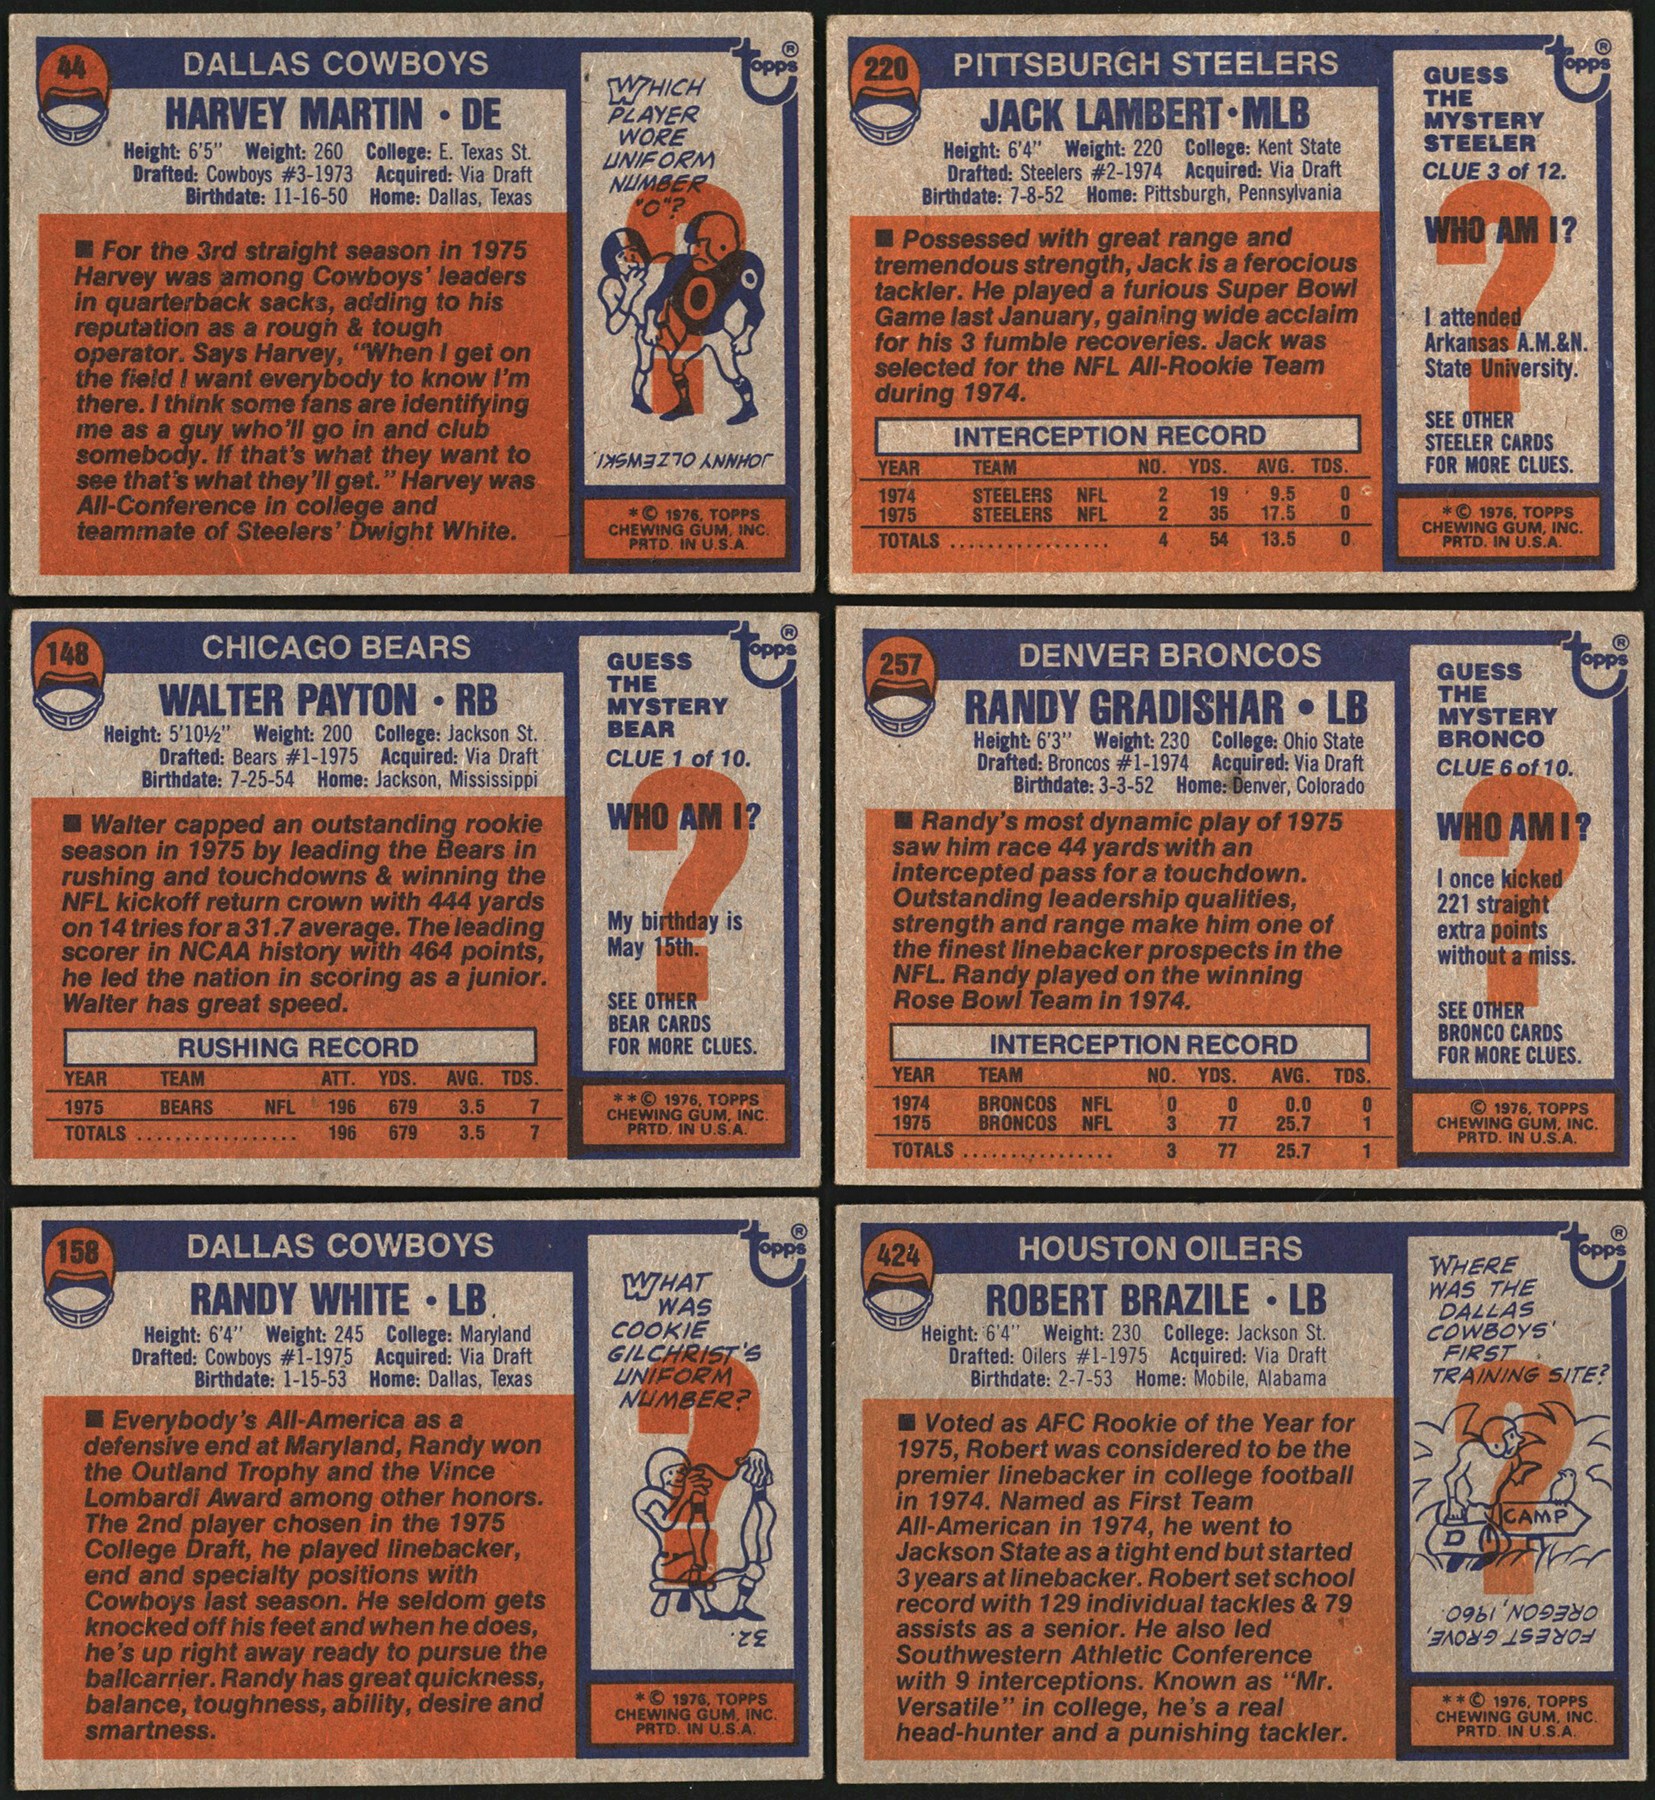 44
DALLAS COWBOYS
HARVEY MARTIN • DE
Height: 6'5" Weight: 260 College: E. Texas St.
Drafted: Cowboys #3-1973 Acquired: Via Draft
Birthdate: 11-16-50 Home: Dallas, Texas
■ For the 3rd straight season in 1975
Harvey was among Cowboys' leaders
in quarterback sacks, adding to his
reputation as a rough & tough
operator. Says Harvey, "When I get on
the field I want everybody to know I'm
there. I think some fans are identifying
me as a guy who'll go in and club
somebody. If that's what they want to
see that's what they'll get." Harvey was
All-Conference in college and
teammate of Steelers' Dwight White.
topps ®
WHICH
PLAYER
WORE
UNIFORM
NUMBER
"O"?
0
0
JOHNNY OLZEWSKI.
* © 1976, TOPPS
CHEWING GUM, INC.
PRTD. IN U.S.A.
220
PITTSBURGH STEELERS
JACK LAMBERT • MLB
Height: 6'4" Weight: 220 College: Kent State
Drafted: Steelers #2-1974 Acquired: Via Draft
Birthdate: 7-8-52 Home: Pittsburgh, Pennsylvania
■ Possessed with great range and
tremendous strength, Jack is a ferocious
tackler. He played a furious Super Bowl
Game last January, gaining wide acclaim
for his 3 fumble recoveries. Jack was
selected for the NFL All-Rookie Team
during 1974.
INTERCEPTION RECORD
YEAR TEAM NO. YDS. AVG. TDS.
1974 STEELERS NFL 2 19 9.5 0
1975 STEELERS NFL 2 35 17.5 0
TOTALS ................. 4 54 13.5 0
topps ®
GUESS
THE
MYSTERY
STEELER
CLUE 3 of 12.
WHO AM I?
?
I attended
Arkansas A.M.&N.
State University.
SEE OTHER
STEELER CARDS
FOR MORE CLUES.
* © 1976, TOPPS
CHEWING GUM, INC.
PRTD. IN U.S.A.
148
CHICAGO BEARS
WALTER PAYTON • RB
Height: 5'10½" Weight: 200 College: Jackson St.
Drafted: Bears #1-1975 Acquired: Via Draft
Birthdate: 7-25-54 Home: Jackson, Mississippi
■ Walter capped an outstanding rookie
season in 1975 by leading the Bears in
rushing and touchdowns & winning the
NFL kickoff return crown with 444 yards
on 14 tries for a 31.7 average. The leading
scorer in NCAA history with 464 points,
he led the nation in scoring as a junior.
Walter has great speed.
RUSHING RECORD
YEAR TEAM ATT. YDS. AVG. TDS.
1975 BEARS NFL 196 679 3.5 7
TOTALS ................. 196 679 3.5 7
topps ®
GUESS
THE
MYSTERY
BEAR
CLUE 1 of 10.
WHO AM I?
?
My birthday is
May 15th.
SEE OTHER
BEAR CARDS
FOR MORE CLUES.
* * © 1976, TOPPS
CHEWING GUM, INC.
PRTD. IN U.S.A.
257
DENVER BRONCOS
RANDY GRADISHAR • LB
Height: 6'3" Weight: 230 College: Ohio State
Drafted: Broncos #1-1974 Acquired: Via Draft
Birthdate: 3-3-52 Home: Denver, Colorado
■ Randy's most dynamic play of 1975
saw him race 44 yards with an
intercepted pass for a touchdown.
Outstanding leadership qualities,
strength and range make him one of
the finest linebacker prospects in the
NFL. Randy played on the winning
Rose Bowl Team in 1974.
INTERCEPTION RECORD
YEAR TEAM NO. YDS. AVG. TDS.
1974 BRONCOS NFL 0 0 0.0 0
1975 BRONCOS NFL 3 77 25.7 1
TOTALS ................ 3 77 25.7 1
topps ®
GUESS
THE
MYSTERY
BRONCO
CLUE 6 of 10.
WHO AM I?
?
I once kicked
221 straight
extra points
without a miss.
SEE OTHER
BRONCO CARDS
FOR MORE CLUES.
© 1976, TOPPS
CHEWING GUM, INC.
PRTD. IN U.S.A.
158
DALLAS COWBOYS
RANDY WHITE • LB
Height: 6'4" Weight: 245 College: Maryland
Drafted: Cowboys #1-1975 Acquired: Via Draft
Birthdate: 1-15-53 Home: Dallas, Texas
■ Everybody's All-America as a
defensive end at Maryland, Randy won
the Outland Trophy and the Vince
Lombardi Award among other honors.
The 2nd player chosen in the 1975
College Draft, he played linebacker,
end and specialty positions with
Cowboys last season. He seldom gets
knocked off his feet and when he does,
he's up right away ready to pursue the
ballcarrier. Randy has great quickness,
balance, toughness, ability, desire and
smartness.
topps ®
WHAT
WAS
COOKIE
GILCHRIST'S
UNIFORM
NUMBER?
32.
* © 1976, TOPPS
CHEWING GUM, INC.
PRTD. IN U.S.A.
424
HOUSTON OILERS
ROBERT BRAZILE • LB
Height: 6'4" Weight: 230 College: Jackson St.
Drafted: Oilers #1-1975 Acquired: Via Draft
Birthdate: 2-7-53 Home: Mobile, Alabama
■ Voted as AFC Rookie of the Year for
1975, Robert was considered to be the
premier linebacker in college football
in 1974. Named as First Team
All-American in 1974, he went to
Jackson State as a tight end but started
3 years at linebacker. Robert set school
record with 129 individual tackles & 79
assists as a senior. He also led
Southwestern Athletic Conference
with 9 interceptions. Known as "Mr.
Versatile" in college, he's a real
head-hunter and a punishing tackler.
topps ®
WHERE
WAS THE
DALLAS
COWBOYS'
FIRST
TRAINING SITE?
CAMP
D
FOREST GROVE,
OREGON, 1960.
* * © 1976, TOPPS
CHEWING GUM, INC.
PRTD. IN U.S.A.